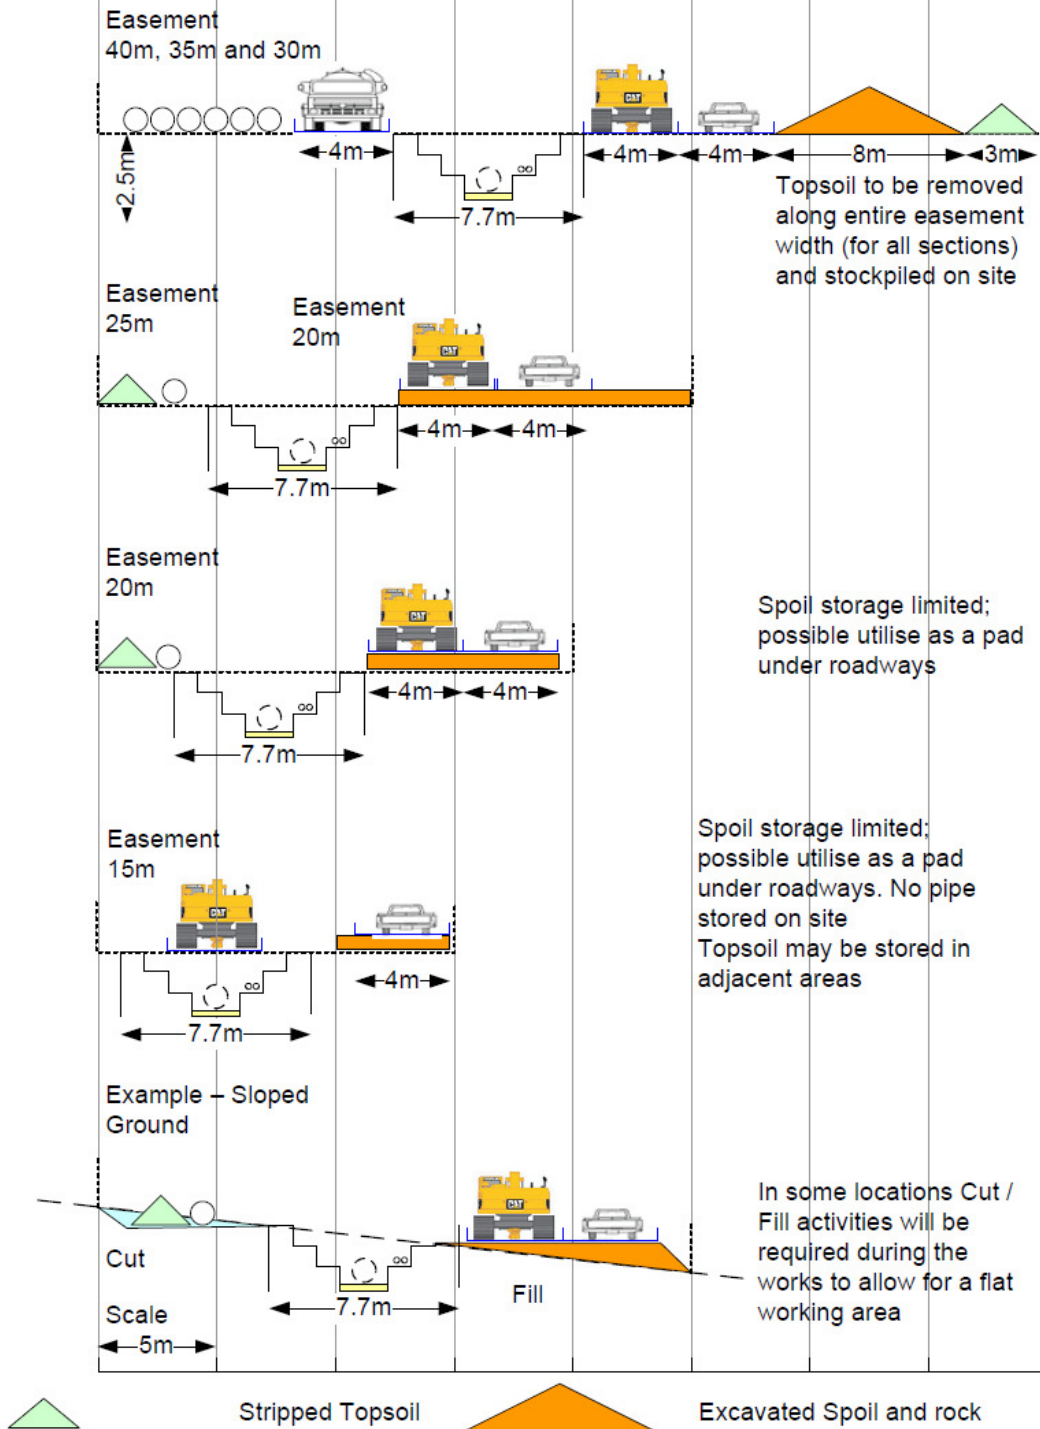 Easement
40m, 35m and 30m
CAT
4m
4m
4m
8m
3m
2.5m
7.7m
Topsoil to be removed
along entire easement
width (for all sections)
and stockpiled on site
Easement
25m
Easement
20m
CAT
4m
4m
7.7m
Easement
20m
CAT
Spoil storage limited;
possible utilise as a pad
under roadways
4m
4m
7.7m
Easement
15m
CAT
Spoil storage limited;
possible utilise as a pad
under roadways. No pipe
stored on site
Topsoil may be stored in
adjacent areas
4m
7.7m
Example – Sloped
Ground
CAT
In some locations Cut /
Fill activities will be
required during the
works to allow for a flat
working area
Cut
Fill
7.7m
Scale
5m
Stripped Topsoil
Excavated Spoil and rock